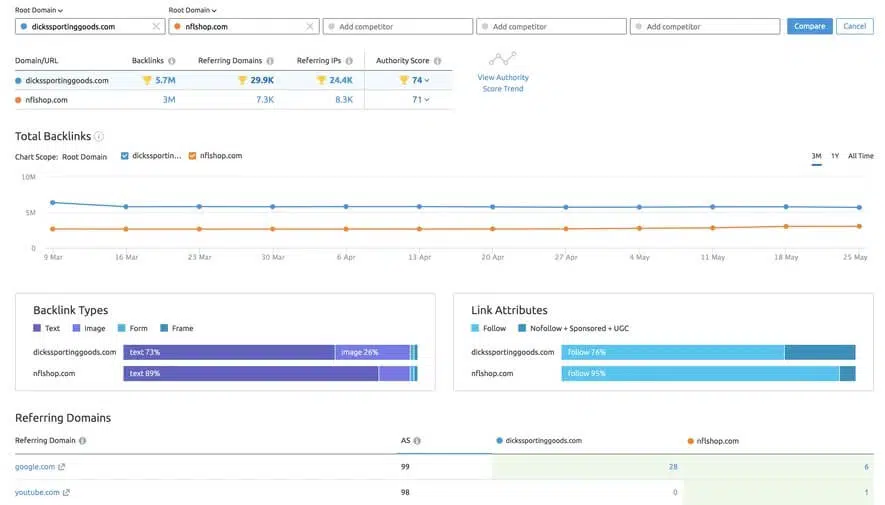 Root Domain Root Domain
dickssportinggoods.com nflshop.com Add competitor Add competitor Add competitor Compare Cancel
Domain/URL Backlinks Referring Domains Referring IPs Authority Score
dickssportinggoods.com 5.7M 29.9K 24.4K 74
nflshop.com 3M 7.3K 8.3K 71
View Authority
Score Trend
Total Backlinks
Chart Scope: Root Domain dickssportin... nflshop.com 3M 1Y All Time
10M
5M
0
9 Mar 16 Mar 23 Mar 30 Mar 6 Apr 13 Apr 20 Apr 27 Apr 4 May 11 May 18 May 25 May
Backlink Types
Text Image Form Frame
dickssportinggoods.com text 73% image 26%
nflshop.com text 89%
Link Attributes
Follow Nofollow + Sponsored + UGC
dickssportinggoods.com follow 76%
nflshop.com follow 95%
Referring Domains
Referring Domain AS dickssportinggoods.com nflshop.com
google.com 99 28 6
youtube.com 98 0 1